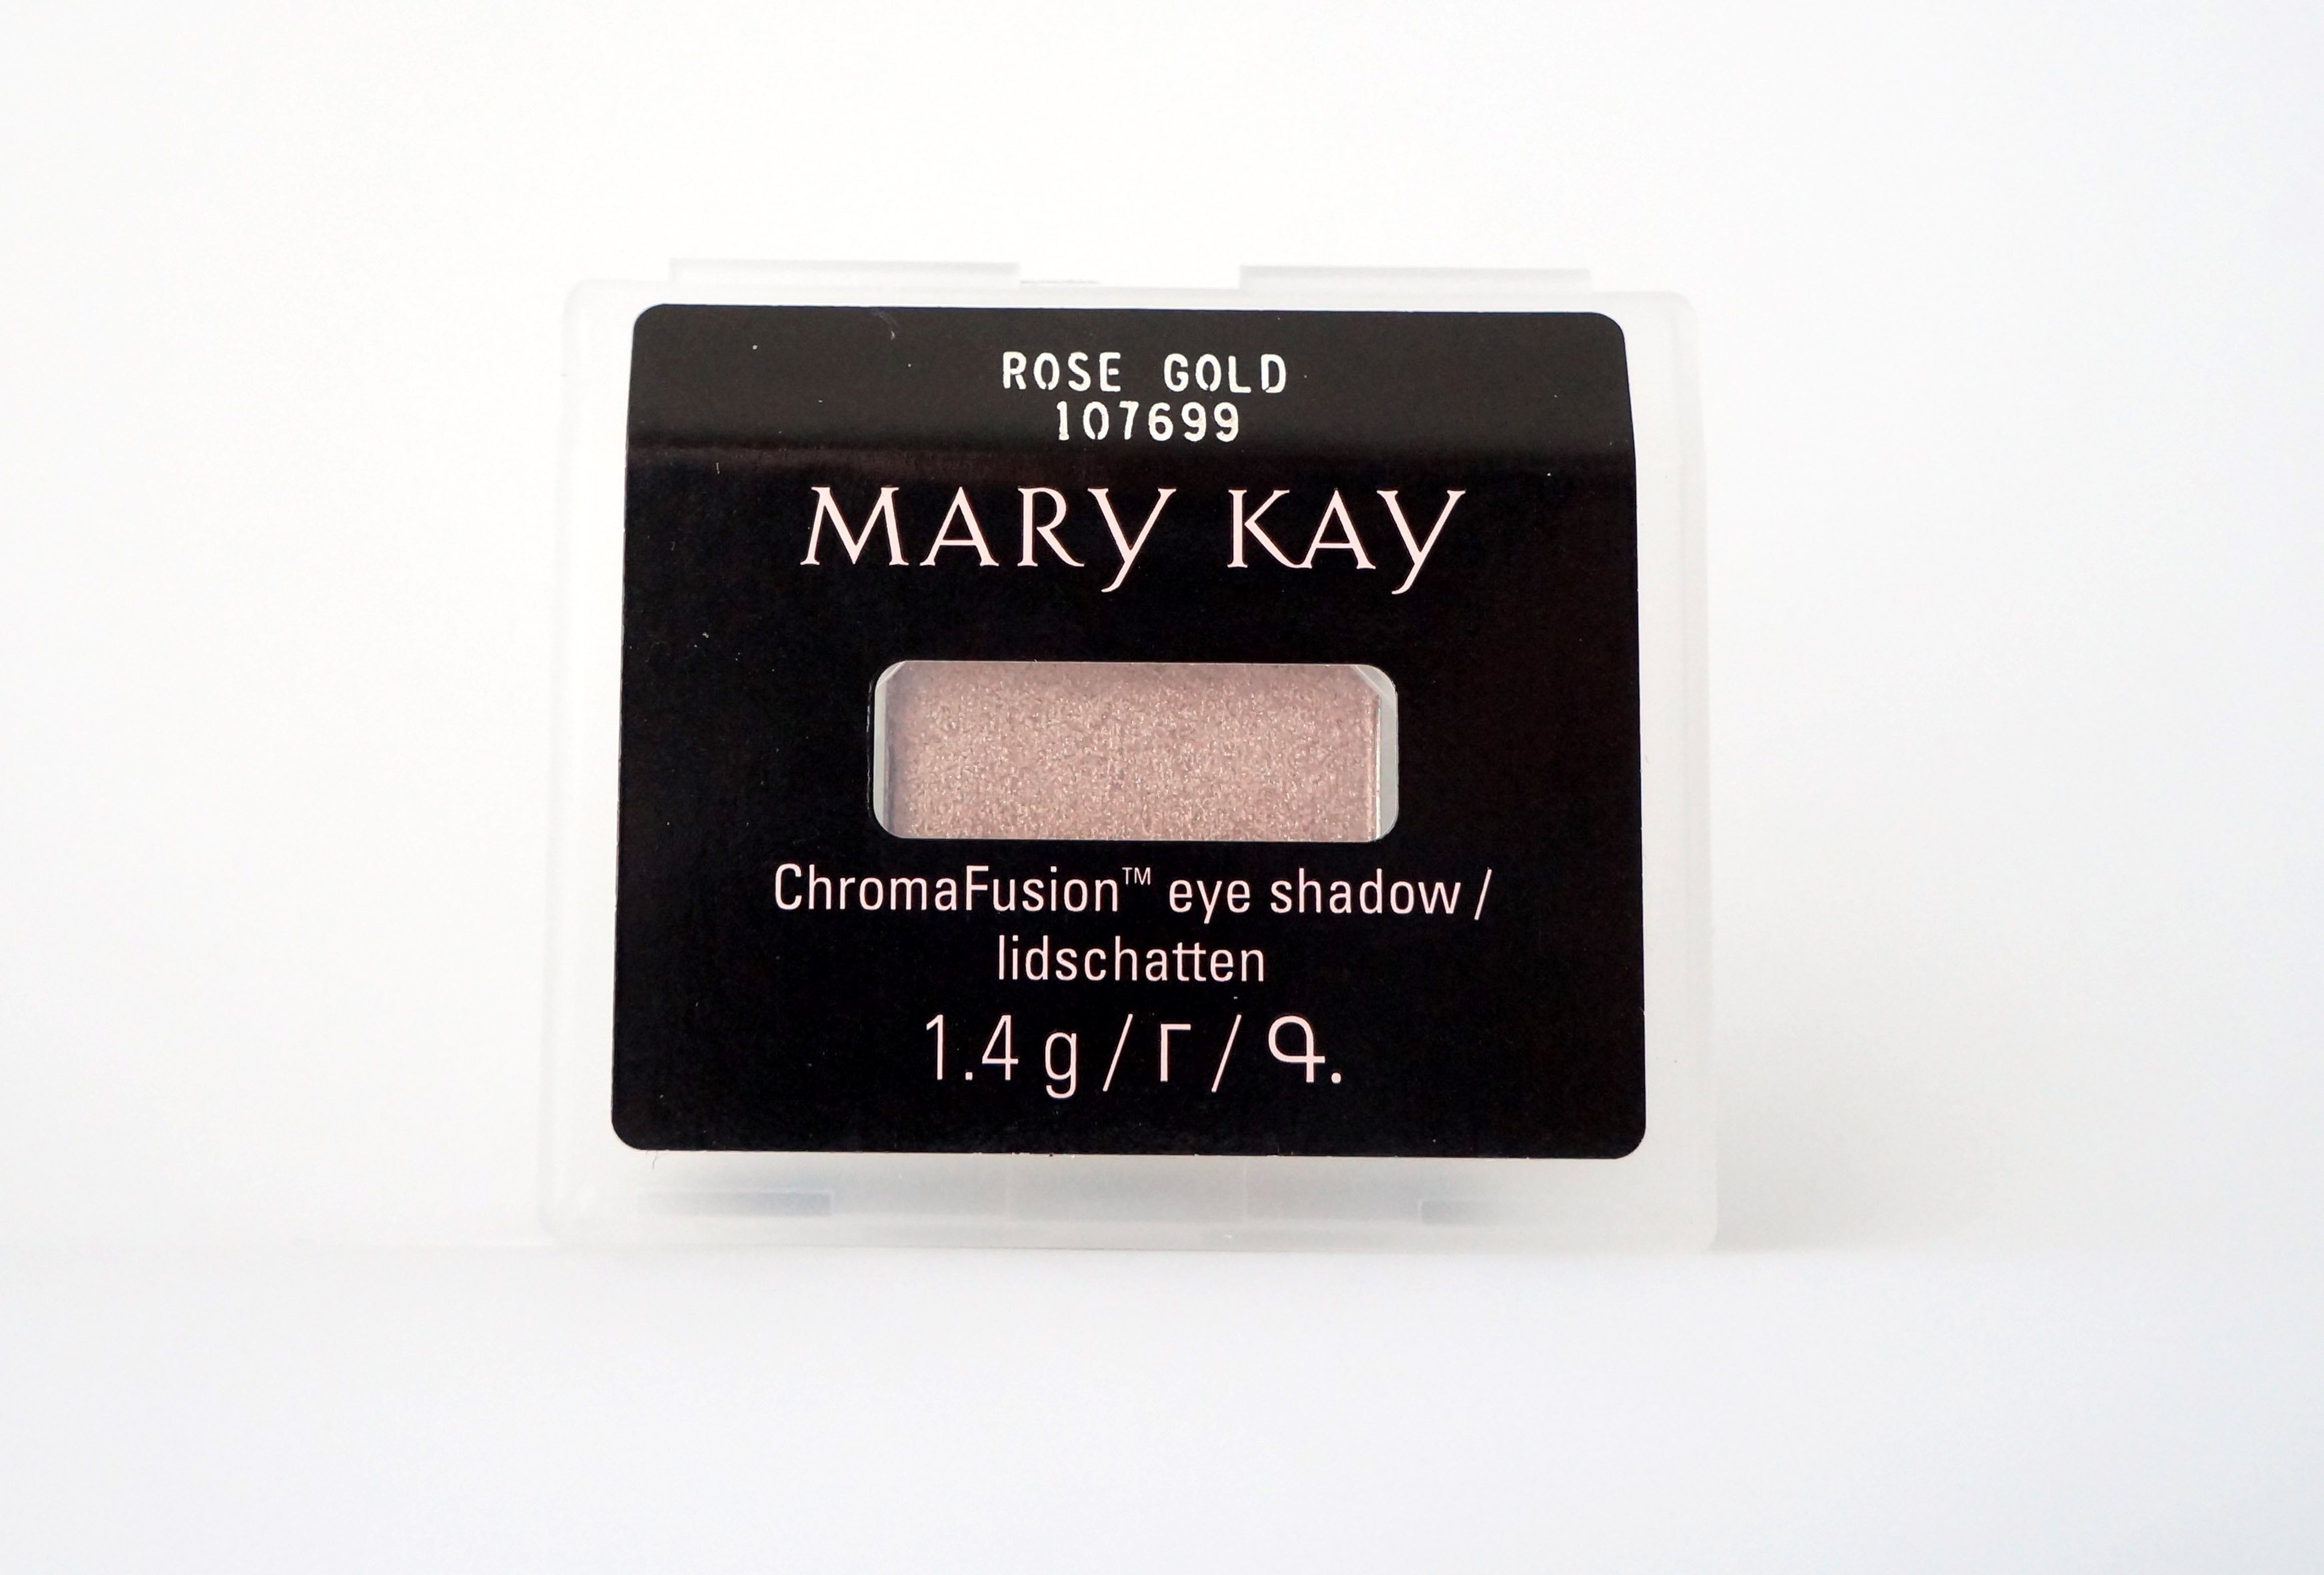 ROSE GOLD
107699
MARY KAY
ChromaFusion™ eye shadow /
lidschatten
1.4 g / г / Գ.